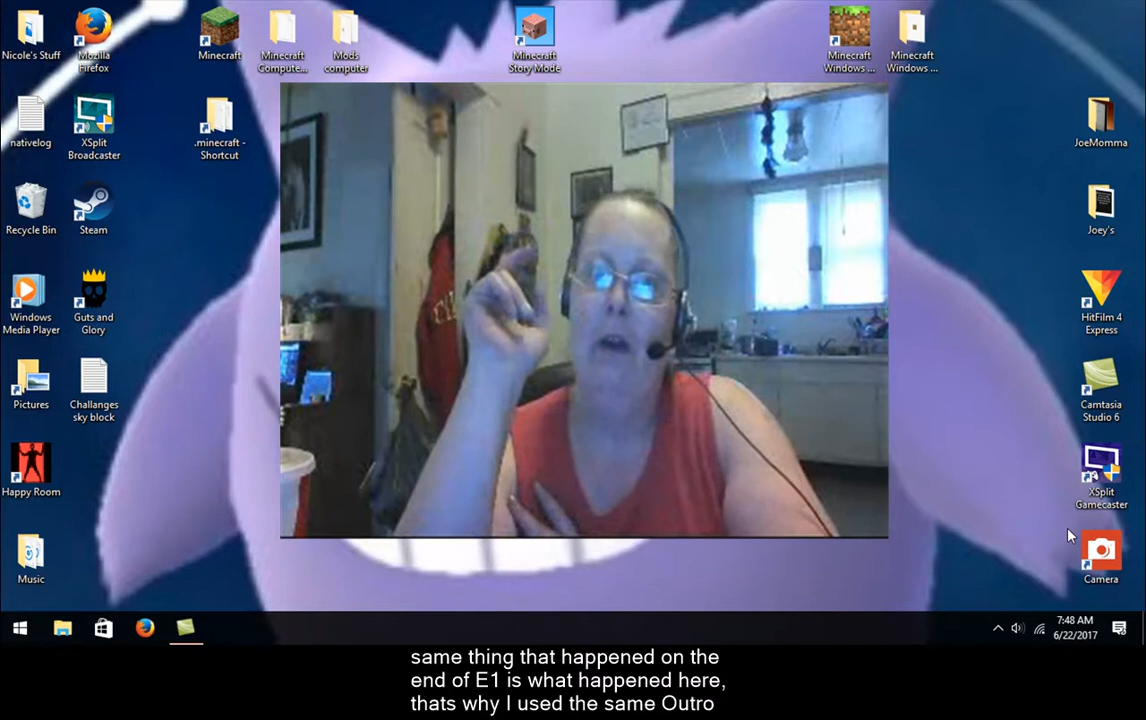 Nicole's Stuff
Mozilla
Firefox
Minecraft
Minecraft
Compute...
Mods
computer
Minecraft
Story Mode
Minecraft
Windows ...
Minecraft
Windows ...
nativelog
XSplit
Broadcaster
.minecraft -
Shortcut
JoeMomma
Recycle Bin
Steam
Joey's
Windows
Media Player
Guts and
Glory
HitFilm 4
Express
Pictures
Challanges
sky block
Camtasia
Studio 6
Happy Room
XSplit
Gamecaster
Music
Camera
7:48 AM
6/22/2017
same thing that happened on the
end of E1 is what happened here,
thats why I used the same Outro